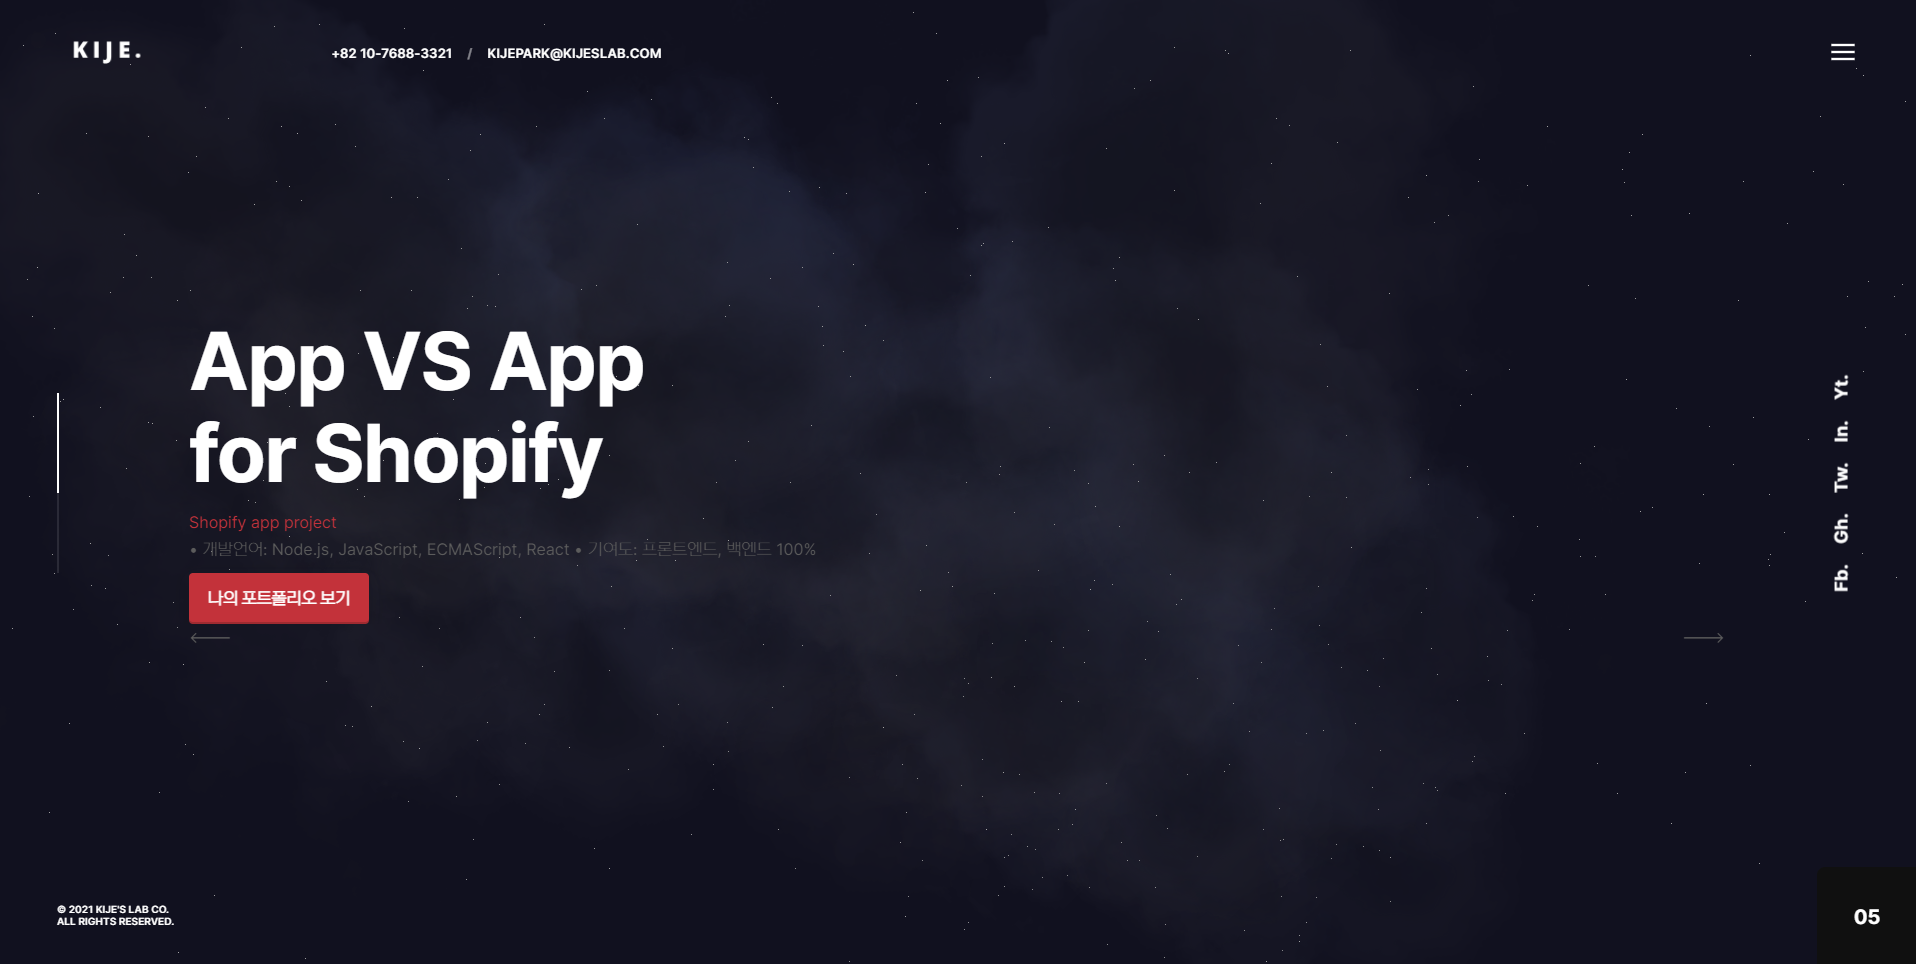 KIJE.
+82 10-7688-3321 / KIJEPARK@KIJESLAB.COM
App VS App
for Shopify
Shopify app project
• 개발언어: Node.js, JavaScript, ECMAScript, React • 기여도: 프론트엔드, 백엔드 100%
나의 포트폴리오 보기
Yt.
In.
Tw.
Gh.
Fb.
© 2021 KIJE'S LAB CO.
ALL RIGHTS RESERVED.
05